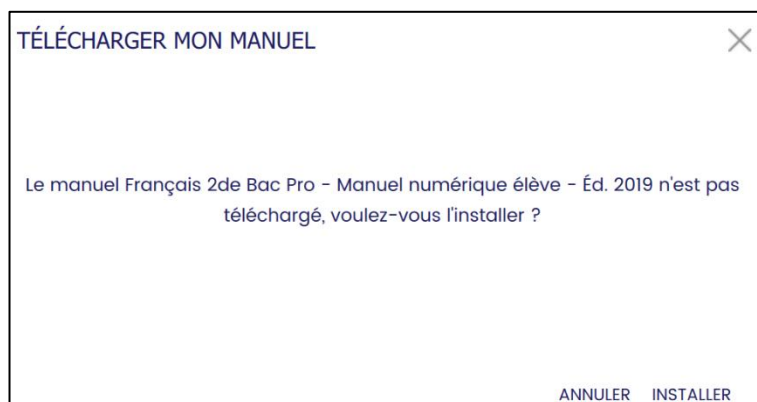 TÉLÉCHARGER MON MANUEL
Le manuel Français 2de Bac Pro - Manuel numérique élève - Éd. 2019 n'est pas
téléchargé, voulez-vous l'installer ?
ANNULER INSTALLER